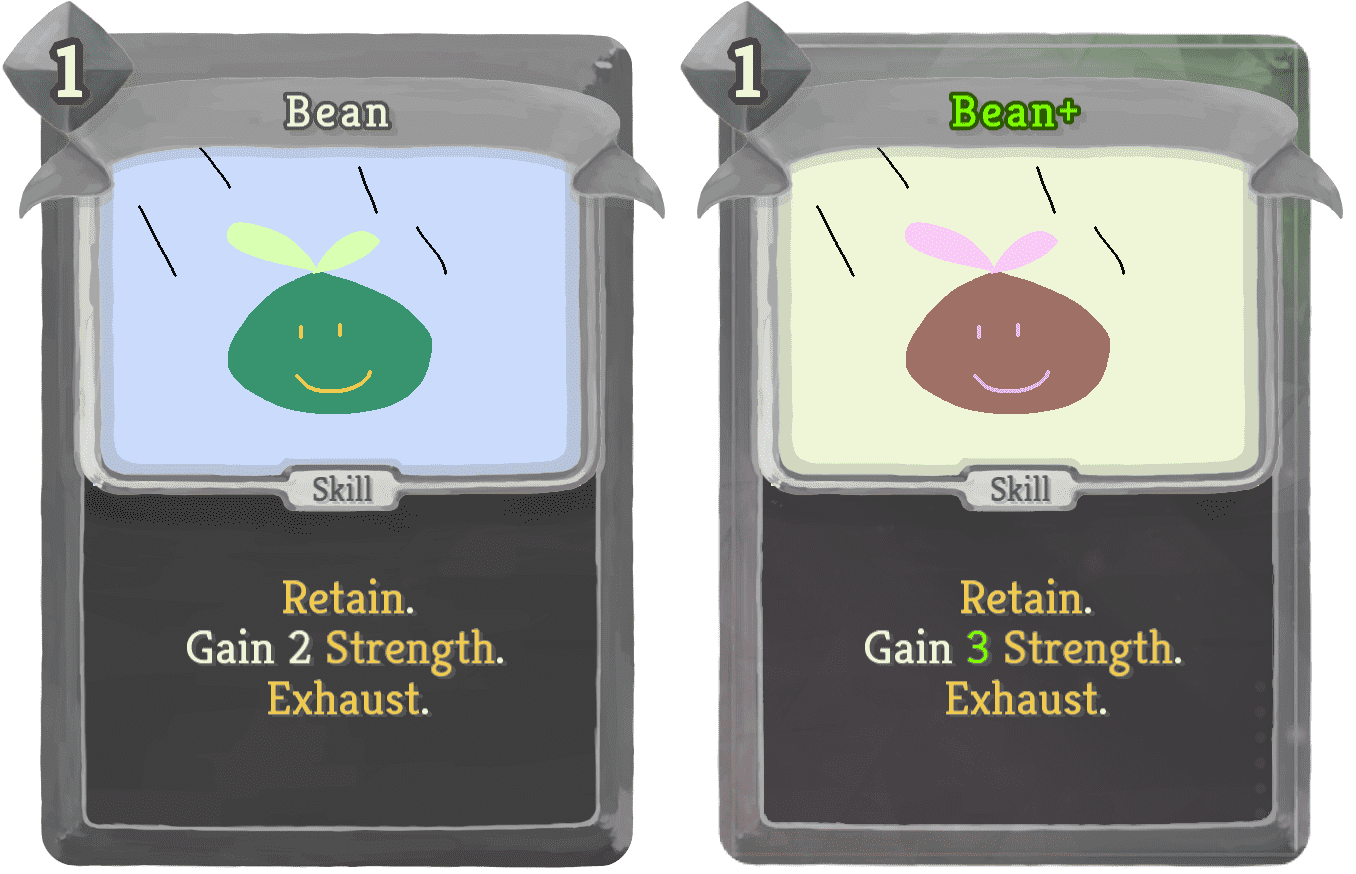 1
Bean
Skill
Retain.
Gain 2 Strength.
Exhaust.
1
Bean+
Skill
Retain.
Gain 3 Strength.
Exhaust.